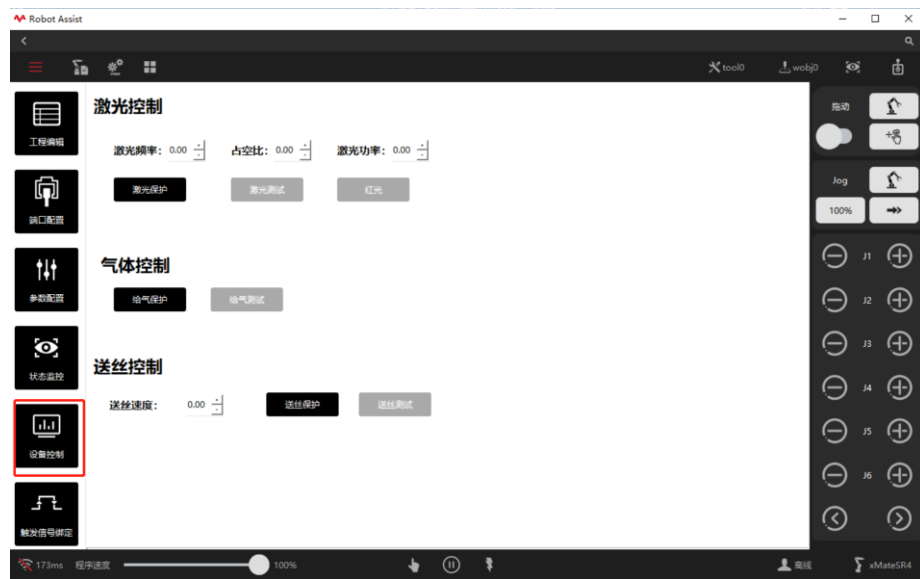 Robot Assist
tool0
wobj0
工程编辑
端口配置
参数配置
状态监控
设备控制
触发信号绑定
激光控制
激光频率: 0.00 占空比: 0.00 激光功率: 0.00
激光保护 激光测试 红光
气体控制
给气保护 给气测试
送丝控制
送丝速度: 0.00 送丝保护 送丝测试
拖动
Jog
100%
J1
J2
J3
J4
J5
J6
173ms 程序速度 100% 离线 xMateSR4